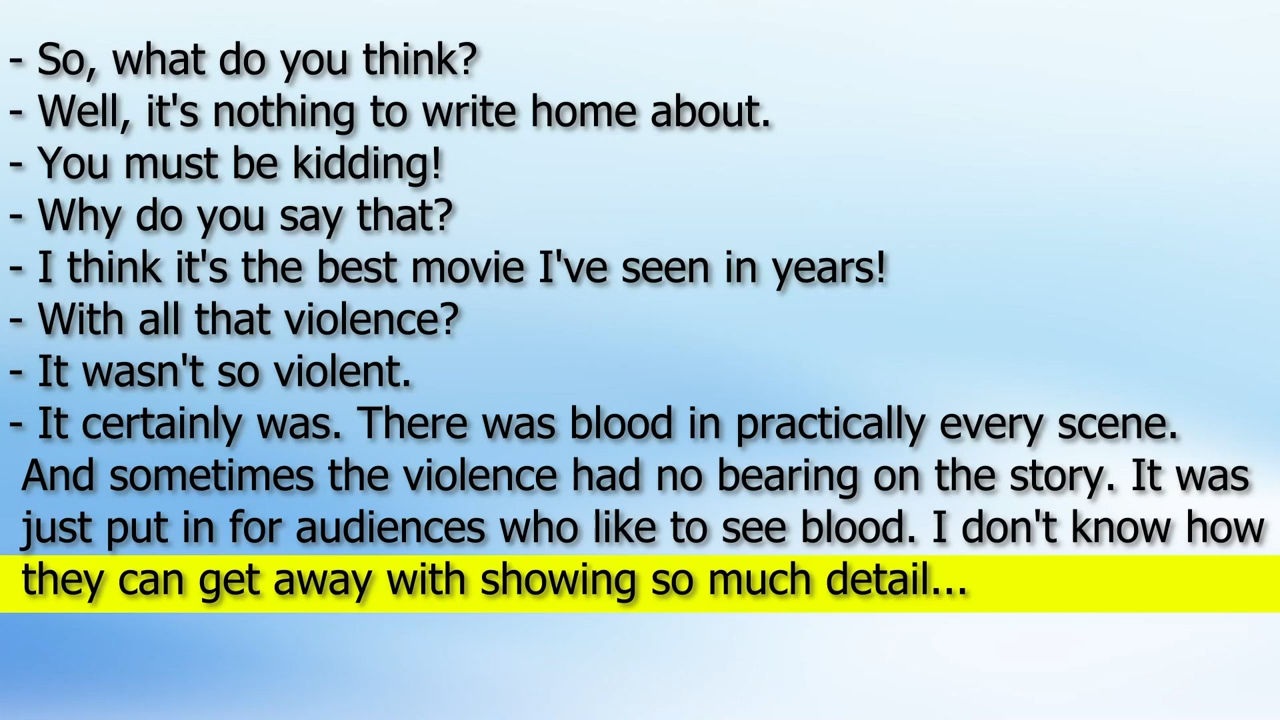 - So, what do you think?
- Well, it's nothing to write home about.
- You must be kidding!
- Why do you say that?
- I think it's the best movie I've seen in years!
- With all that violence?
- It wasn't so violent.
- It certainly was. There was blood in practically every scene.
And sometimes the violence had no bearing on the story. It was
just put in for audiences who like to see blood. I don't know how
they can get away with showing so much detail...